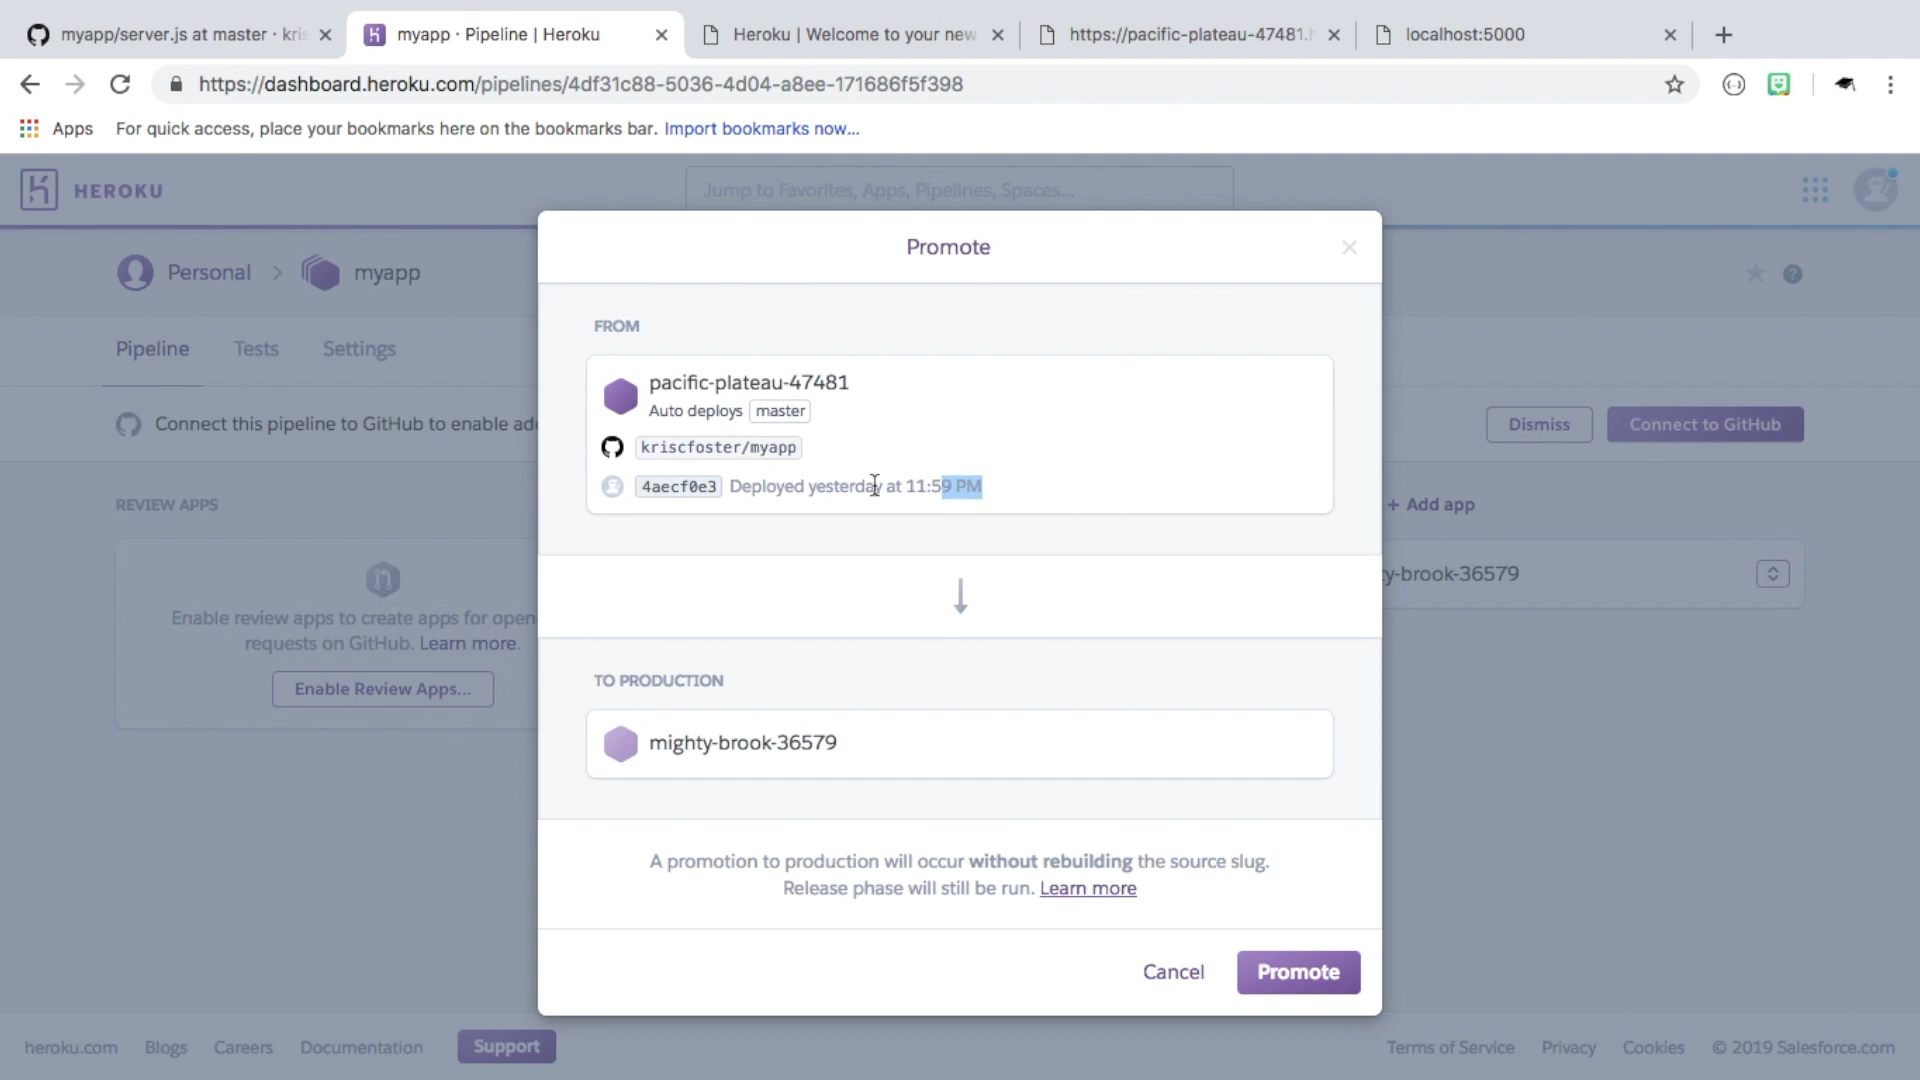 myapp/server.js at master · kris
myapp · Pipeline | Heroku
Heroku | Welcome to your new
https://pacific-plateau-47481.h
localhost:5000
https://dashboard.heroku.com/pipelines/4df31c88-5036-4d04-a8ee-171686f5f398
Apps
For quick access, place your bookmarks here on the bookmarks bar. Import bookmarks now...
HEROKU
Jump to Favorites, Apps, Pipelines, Spaces...
Personal > myapp
Pipeline
Tests
Settings
Connect this pipeline to GitHub to enable add
Dismiss
Connect to GitHub
REVIEW APPS
Enable review apps to create apps for open
requests on GitHub. Learn more.
Enable Review Apps...
+ Add app
ty-brook-36579
Promote
FROM
pacific-plateau-47481
Auto deploys master
kriscfoster/myapp
4aecf0e3 Deployed yesterday at 11:59 PM
TO PRODUCTION
mighty-brook-36579
A promotion to production will occur without rebuilding the source slug.
Release phase will still be run. Learn more
Cancel
Promote
heroku.com
Blogs
Careers
Documentation
Support
Terms of Service
Privacy
Cookies
© 2019 Salesforce.com